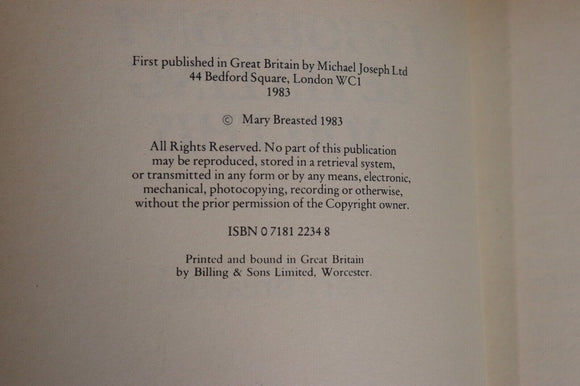 First published in Great Britain by Michael Joseph Ltd
44 Bedford Square, London WC1
1983
© Mary Breasted 1983
All Rights Reserved. No part of this publication
may be reproduced, stored in a retrieval system,
or transmitted in any form or by any means, electronic,
mechanical, photocopying, recording or otherwise,
without the prior permission of the Copyright owner.
ISBN 0 7181 2234 8
Printed and bound in Great Britain
by Billing & Sons Limited, Worcester.